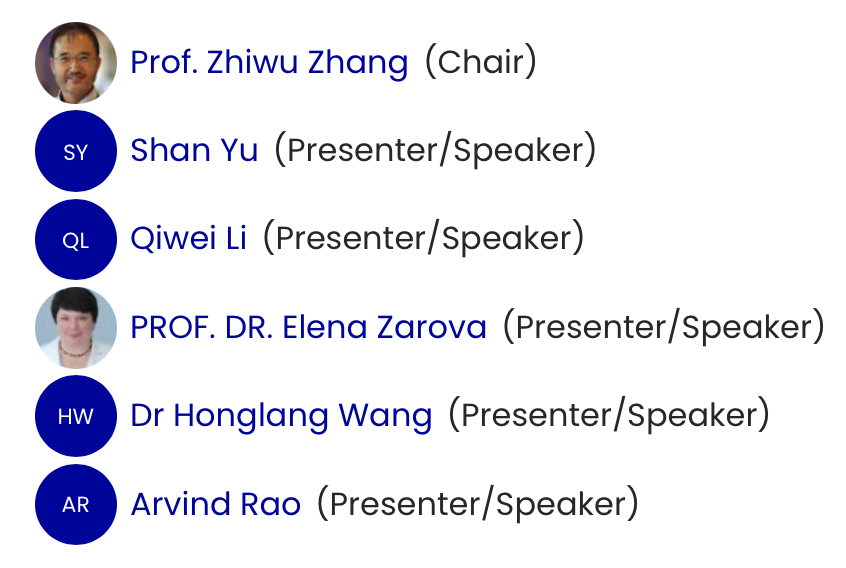 Prof. Zhiwu Zhang (Chair)
SY Shan Yu (Presenter/Speaker)
QL Qiwei Li (Presenter/Speaker)
PROF. DR. Elena Zarova (Presenter/Speaker)
HW Dr Honglang Wang (Presenter/Speaker)
AR Arvind Rao (Presenter/Speaker)